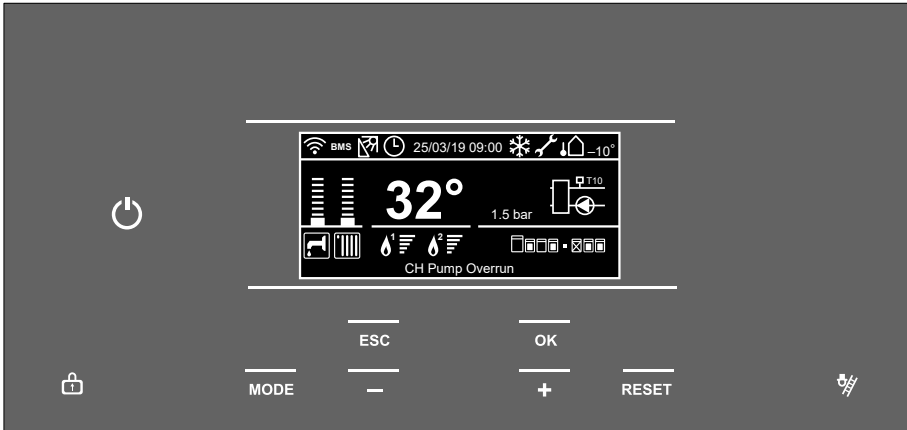 BMS 25/03/19 09:00 –10°
T10
32°
1.5 bar
1 2
CH Pump Overrun
ESC OK
MODE – + RESET